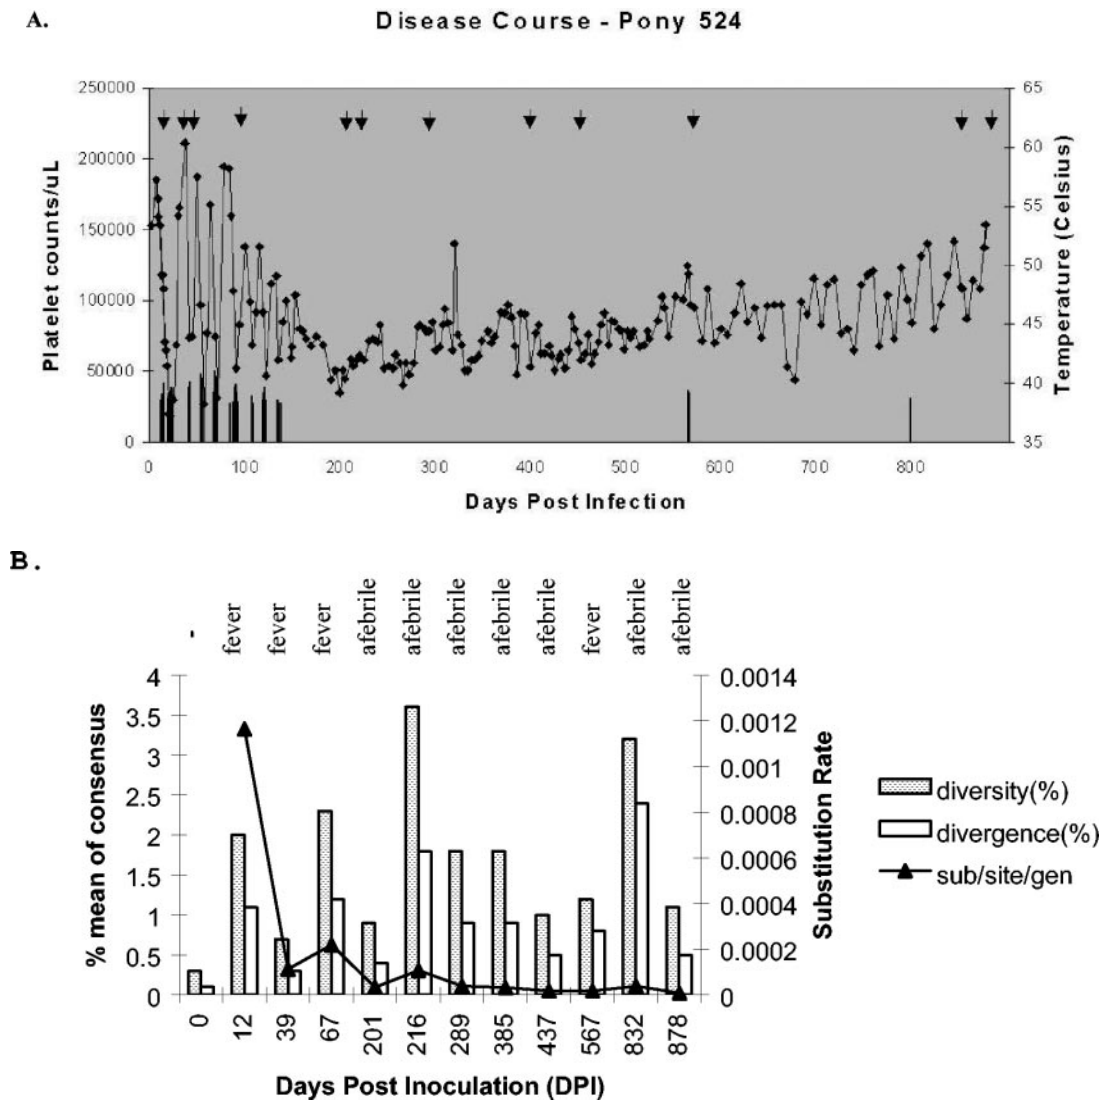 A.
Disease Course - Pony 524
250000
200000
150000
100000
50000
0
Platelet counts/uL
65
60
55
50
45
40
35
Temperature (Celsius)
0 100 200 300 400 500 600 700 800
Days Post Infection
B.
- fever fever fever afebrile afebrile afebrile afebrile afebrile fever afebrile afebrile
4
3.5
3
2.5
2
1.5
1
0.5
0
% mean of consensus
0.0014
0.0012
0.001
0.0008
0.0006
0.0004
0.0002
0
Substitution Rate
diversity(%)
divergence(%)
sub/site/gen
0 12 39 67 201 216 289 385 437 567 832 878
Days Post Inoculation (DPI)